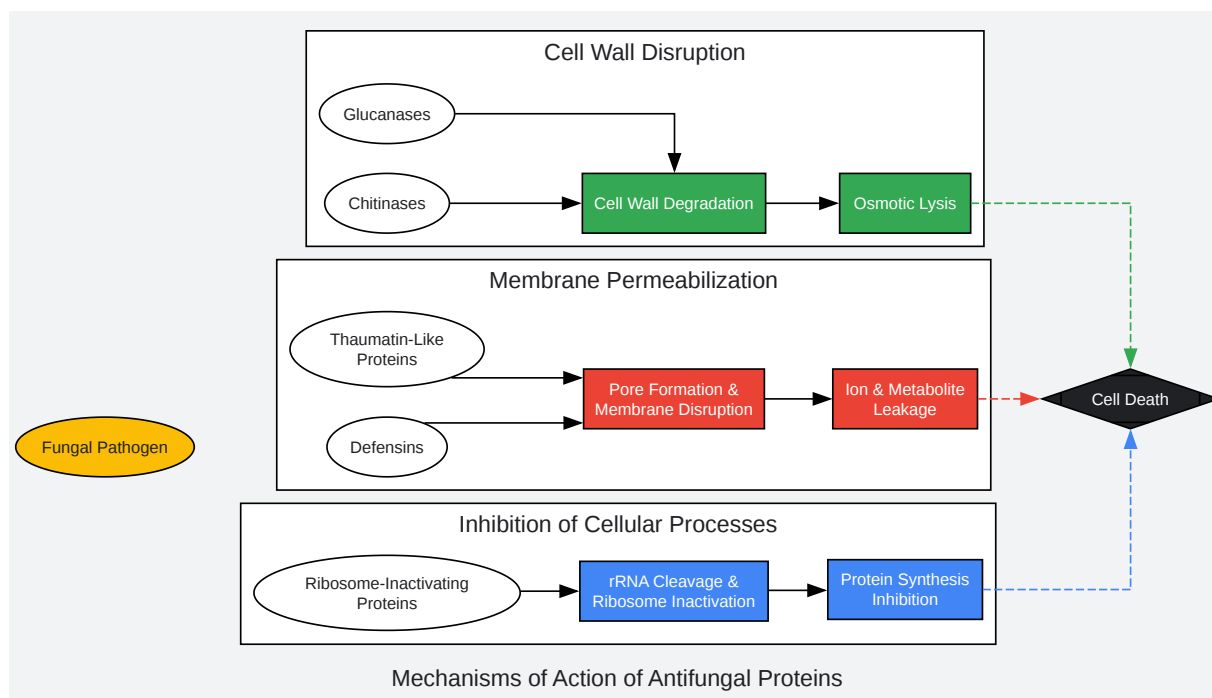 Cell Wall Disruption
Glucanases
Chitinases
Cell Wall Degradation
Osmotic Lysis
Membrane Permeabilization
Thaumatin-Like
Proteins
Defensins
Pore Formation &
Membrane Disruption
Ion & Metabolite
Leakage
Cell Death
Fungal Pathogen
Inhibition of Cellular Processes
Ribosome-Inactivating
Proteins
rRNA Cleavage &
Ribosome Inactivation
Protein Synthesis
Inhibition
Mechanisms of Action of Antifungal Proteins